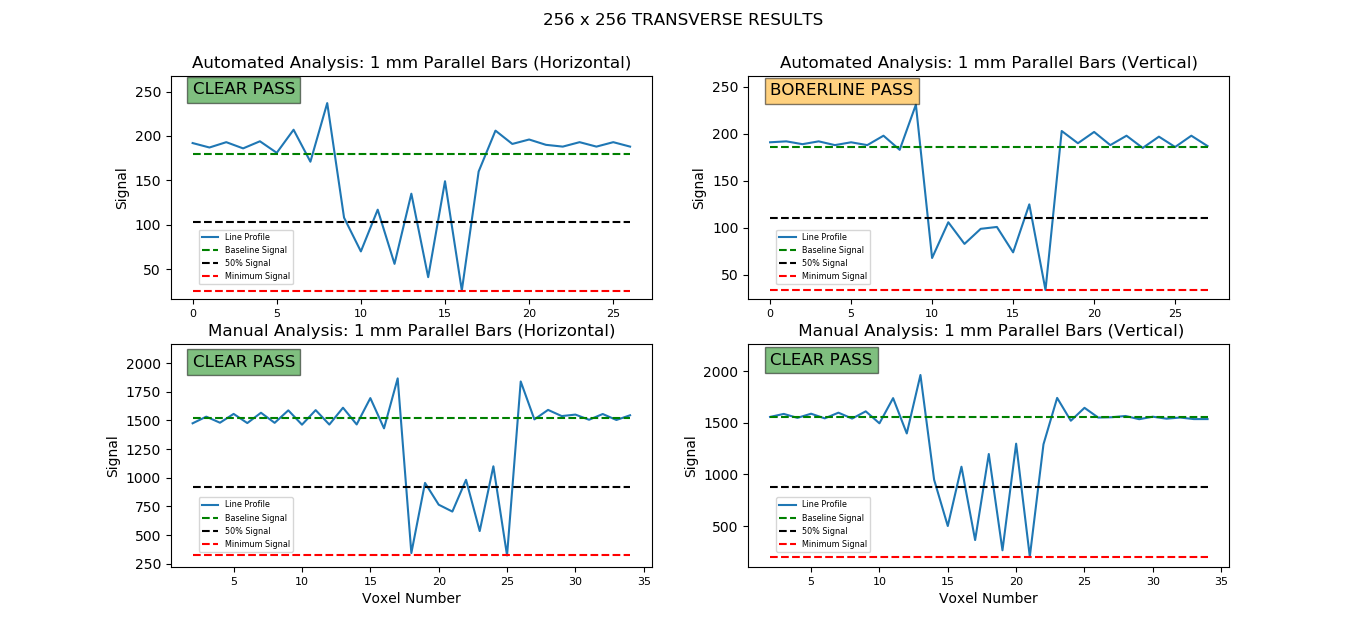 256 x 256 TRANSVERSE RESULTS
Automated Analysis: 1 mm Parallel Bars (Horizontal)
CLEAR PASS
Signal
250
200
150
100
50
Line Profile
Baseline Signal
50% Signal
Minimum Signal
0 5 10 15 20 25
Automated Analysis: 1 mm Parallel Bars (Vertical)
BORERLINE PASS
Signal
250
200
150
100
50
Line Profile
Baseline Signal
50% Signal
Minimum Signal
0 5 10 15 20 25
Manual Analysis: 1 mm Parallel Bars (Horizontal)
CLEAR PASS
Signal
2000
1750
1500
1250
1000
750
500
250
Line Profile
Baseline Signal
50% Signal
Minimum Signal
5 10 15 20 25 30 35
Voxel Number
Manual Analysis: 1 mm Parallel Bars (Vertical)
CLEAR PASS
Signal
2000
1500
1000
500
Line Profile
Baseline Signal
50% Signal
Minimum Signal
5 10 15 20 25 30 35
Voxel Number